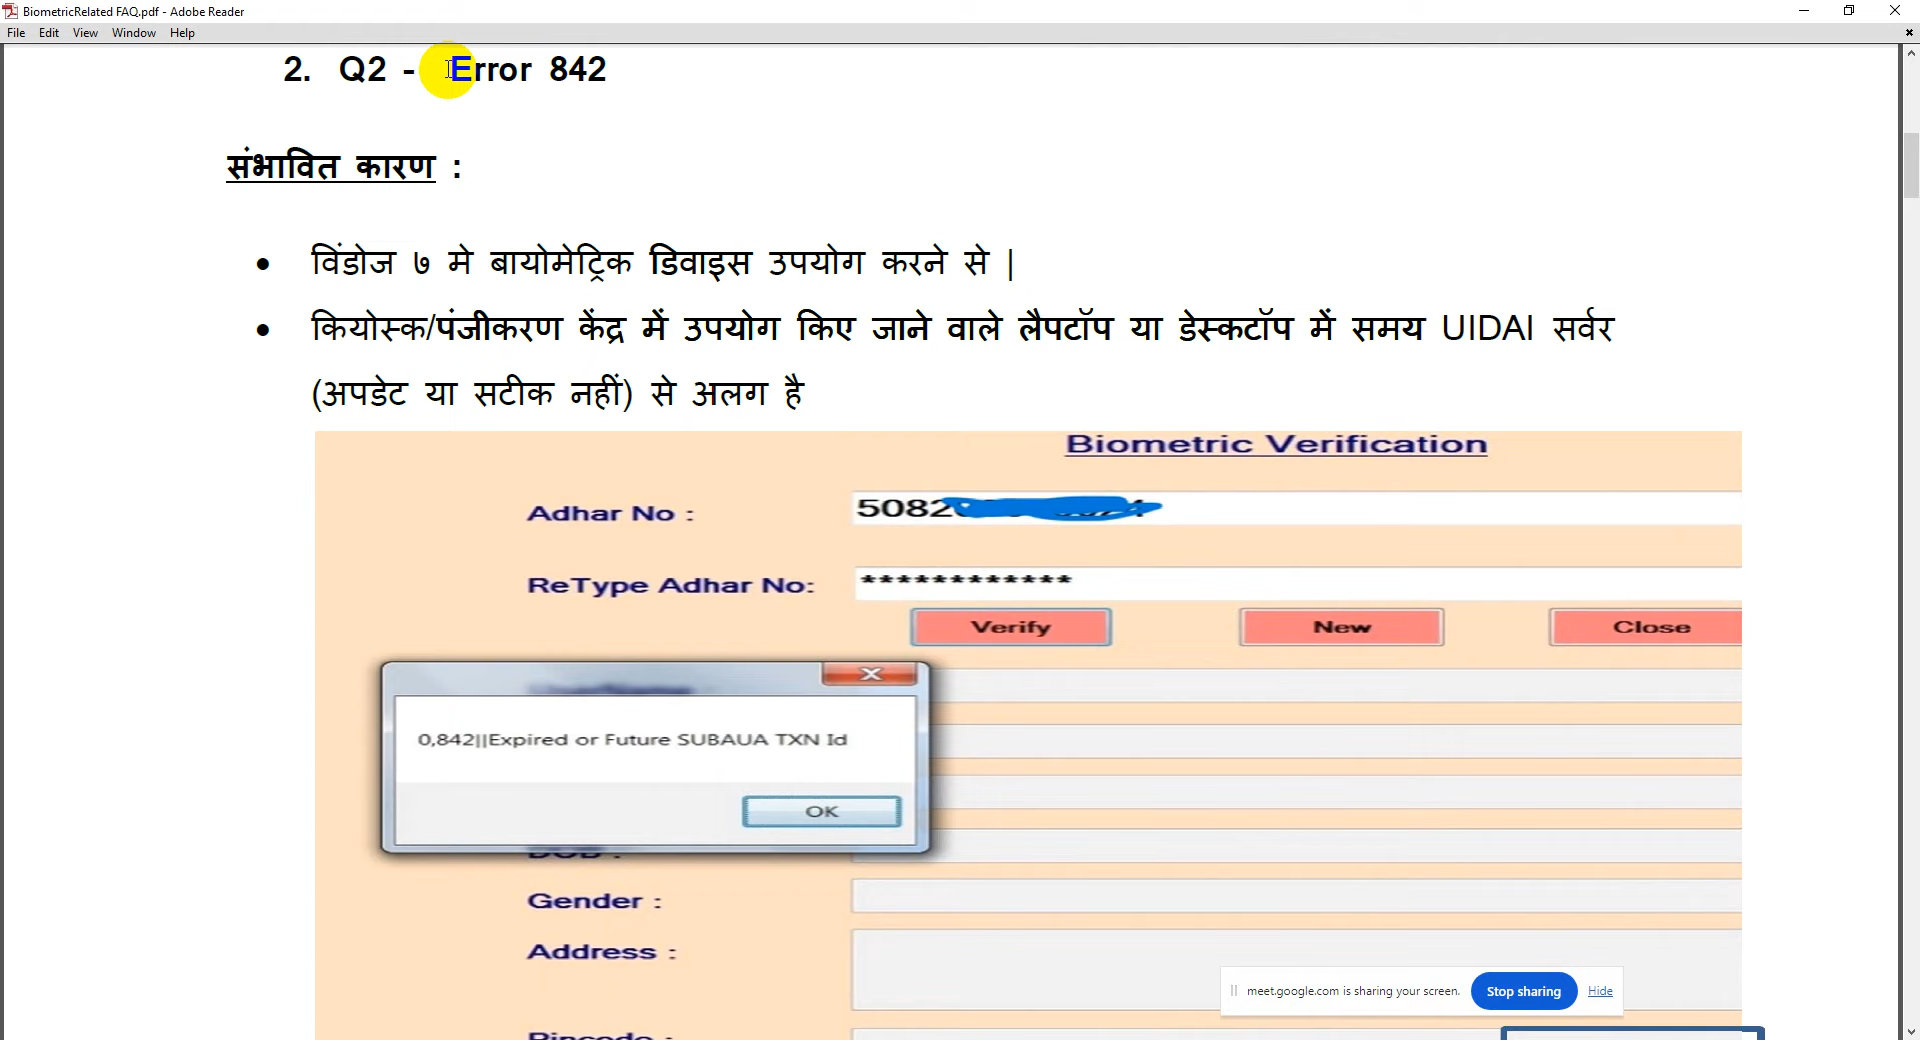 BiometricRelated FAQ.pdf - Adobe Reader
File Edit View Window Help
2. Q2 - Error 842
संभावित कारण :
• विंडोज ७ मे बायोमेट्रिक डिवाइस उपयोग करने से |
• कियोस्क/पंजीकरण केंद्र में उपयोग किए जाने वाले लैपटॉप या डेस्कटॉप में समय UIDAI सर्वर
(अपडेट या सटीक नहीं) से अलग है
Biometric Verification
Adhar No :
ReType Adhar No: ************
Verify New Close
0,842||Expired or Future SUBAUA TXN Id
OK
DOB :
Gender :
Address :
meet.google.com is sharing your screen. Stop sharing Hide
Pincode :